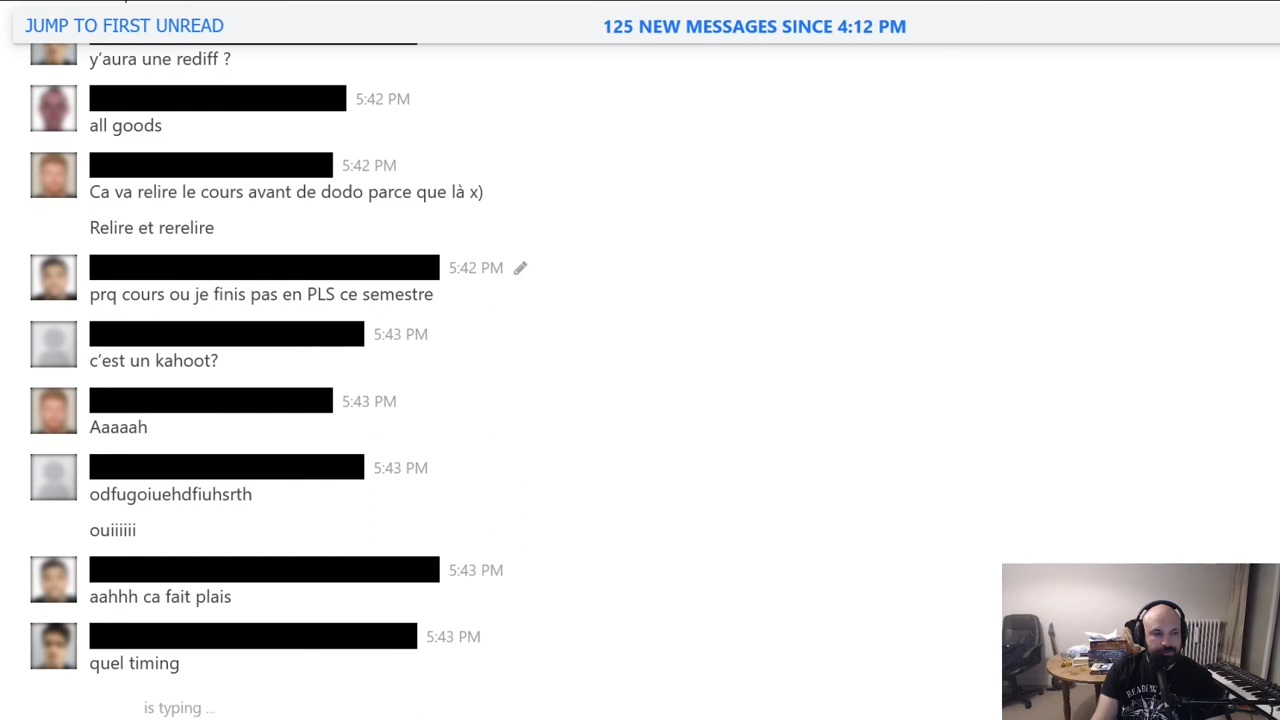 JUMP TO FIRST UNREAD
125 NEW MESSAGES SINCE 4:12 PM
y'aura une rediff ?
5:42 PM
all goods
5:42 PM
Ca va relire le cours avant de dodo parce que là x)
Relire et rerelire
5:42 PM
prq cours ou je finis pas en PLS ce semestre
5:43 PM
c'est un kahoot?
5:43 PM
Aaaaah
5:43 PM
odfugoiuehdfiuhsrth
ouiiiiii
5:43 PM
aahhh ca fait plais
5:43 PM
quel timing
is typing ...
READING